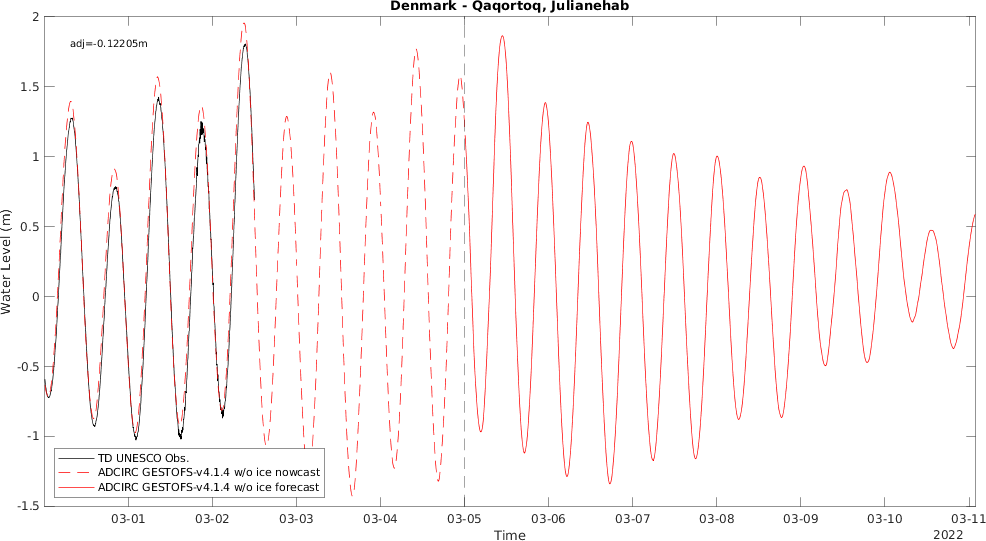 Denmark - Qaqortoq, Julianehab
adj=-0.12205m
Water Level (m)
2
1.5
1
0.5
0
-0.5
-1
-1.5
TD UNESCO Obs.
ADCIRC GESTOFS-v4.1.4 w/o ice nowcast
ADCIRC GESTOFS-v4.1.4 w/o ice forecast
03-01 03-02 03-03 03-04 03-05 03-06 03-07 03-08 03-09 03-10 03-11
Time
2022